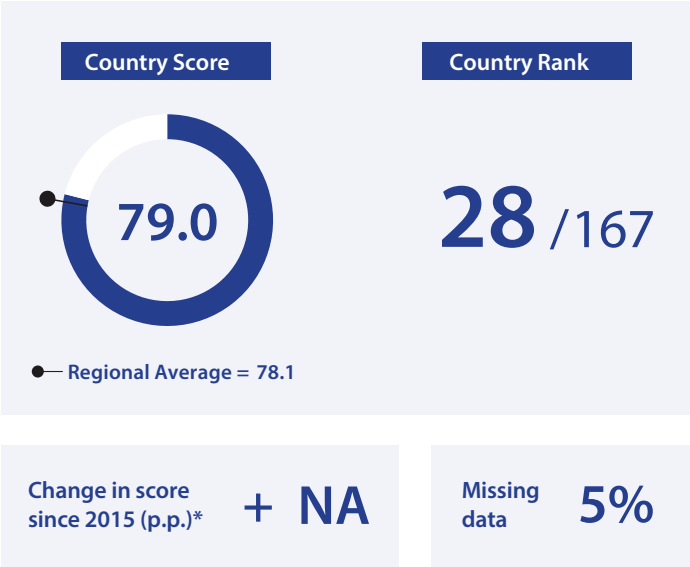 Country Score
Country Rank
79.0
28 /167
Regional Average = 78.1
Change in score
since 2015 (p.p.)*
+ NA
Missing
data
5%